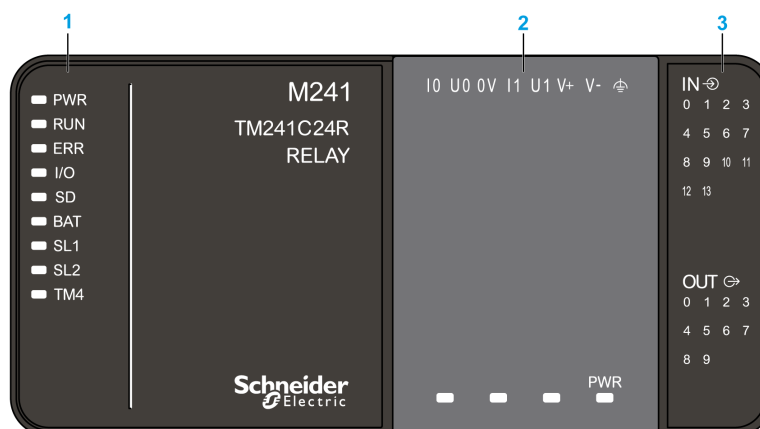 1
2
3
PWR
RUN
ERR
I/O
SD
BAT
SL1
SL2
TM4
M241
TM241C24R
RELAY
Schneider
Electric
I0 U0 0V I1 U1 V+ V-
PWR
IN
0 1 2 3
4 5 6 7
8 9 10 11
12 13
OUT
0 1 2 3
4 5 6 7
8 9